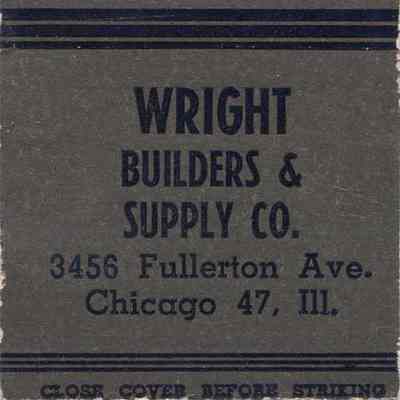 WRIGHT
BUILDERS &
SUPPLY CO.
3456 Fullerton Ave.
Chicago 47, Ill.
CLOSE COVER BEFORE STRIKING